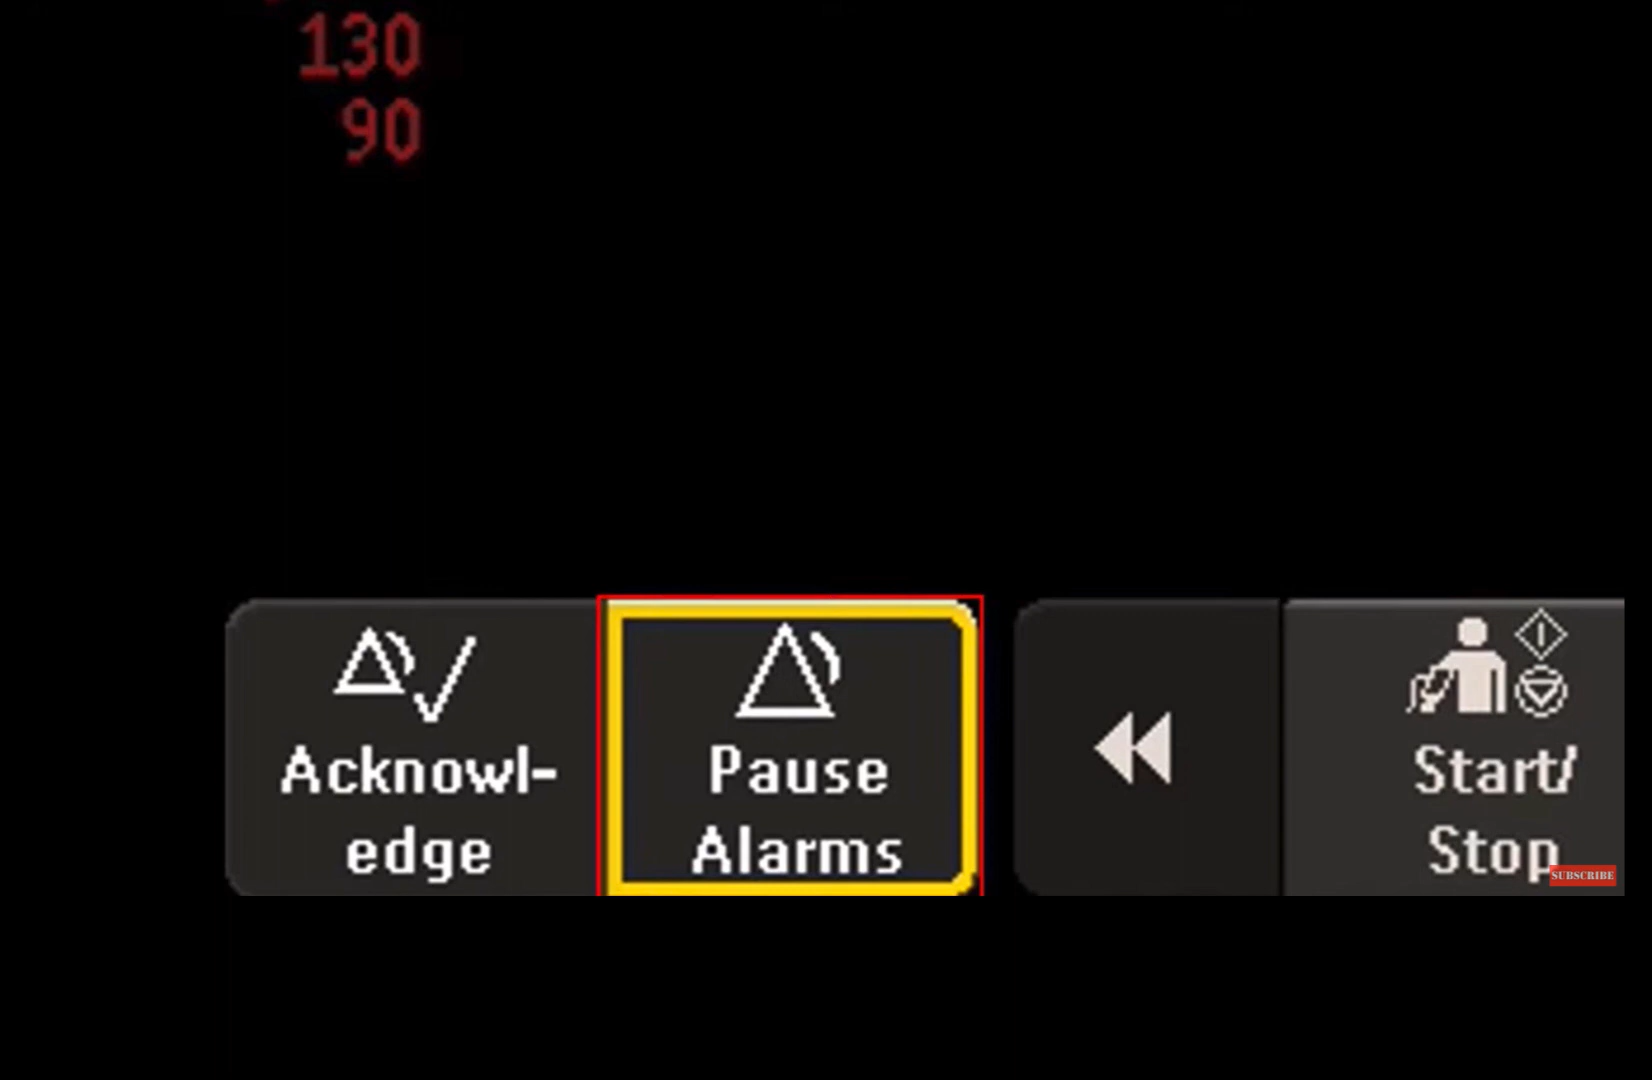 130
90
Acknowl-
edge
Pause
Alarms
Start/
Stop
SUBSCRIBE